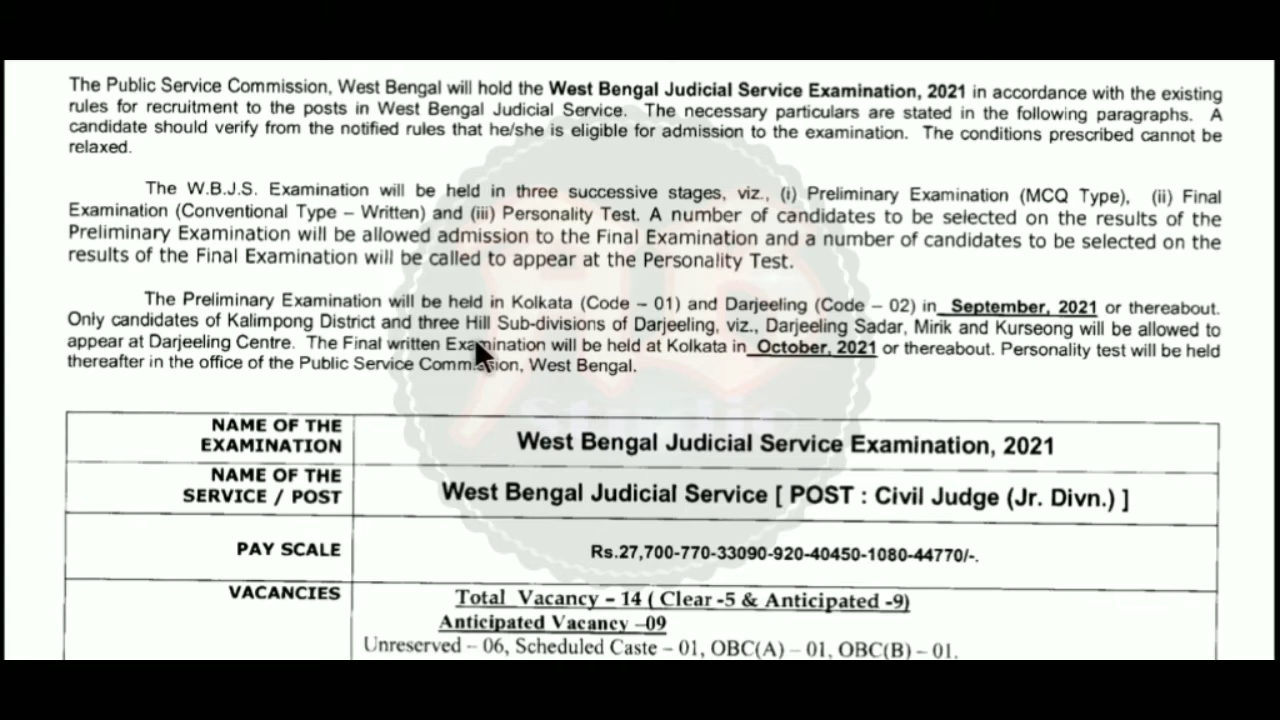 The Public Service Commission, West Bengal will hold the West Bengal Judicial Service Examination, 2021 in accordance with the existing
rules for recruitment to the posts in West Bengal Judicial Service. The necessary particulars are stated in the following paragraphs. A
candidate should verify from the notified rules that he/she is eligible for admission to the examination. The conditions prescribed cannot be
relaxed.
The W.B.J.S. Examination will be held in three successive stages, viz., (i) Preliminary Examination (MCQ Type), (ii) Final
Examination (Conventional Type – Written) and (iii) Personality Test. A number of candidates to be selected on the results of the
Preliminary Examination will be allowed admission to the Final Examination and a number of candidates to be selected on the
results of the Final Examination will be called to appear at the Personality Test.
The Preliminary Examination will be held in Kolkata (Code – 01) and Darjeeling (Code – 02) in September, 2021 or thereabout.
Only candidates of Kalimpong District and three Hill Sub-divisions of Darjeeling, viz., Darjeeling Sadar, Mirik and Kurseong will be allowed to
appear at Darjeeling Centre. The Final written Examination will be held at Kolkata in October, 2021 or thereabout. Personality test will be held
thereafter in the office of the Public Service Commission, West Bengal.
NAME OF THE
EXAMINATION
West Bengal Judicial Service Examination, 2021
NAME OF THE
SERVICE / POST
West Bengal Judicial Service [ POST : Civil Judge (Jr. Divn.) ]
PAY SCALE
Rs.27,700-770-33090-920-40450-1080-44770/-.
VACANCIES
Total Vacancy – 14 ( Clear -5 & Anticipated -9)
Anticipated Vacancy –09
Unreserved – 06, Scheduled Caste – 01, OBC(A) – 01, OBC(B) – 01.